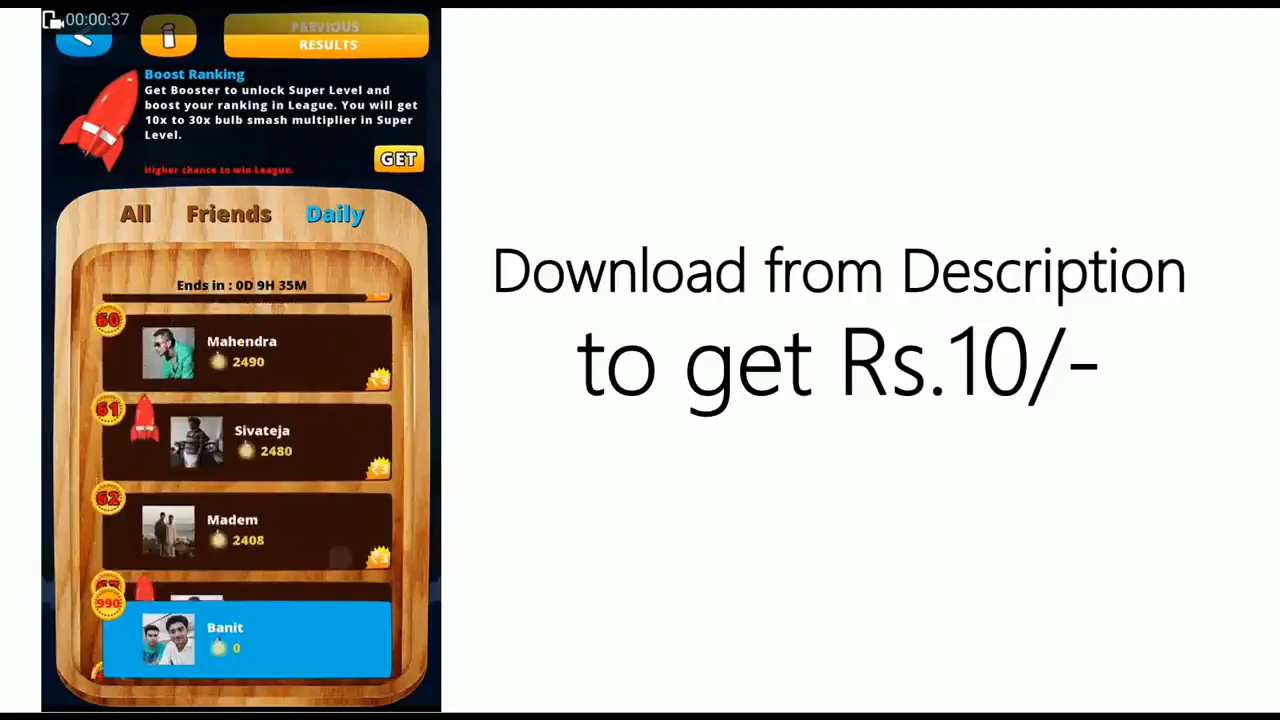 00:00:37
PREVIOUS
RESULTS
Boost Ranking
Get Booster to unlock Super Level and
boost your ranking in League. You will get
10x to 30x bulb smash multiplier in Super
Level.
GET
Higher chance to win League.
All Friends Daily
Ends in : 0D 9H 35M
60
Mahendra
2490
₹3
61
Sivateja
2480
₹3
62
Madem
2408
₹3
990
Banit
0
Download from Description
to get Rs.10/-